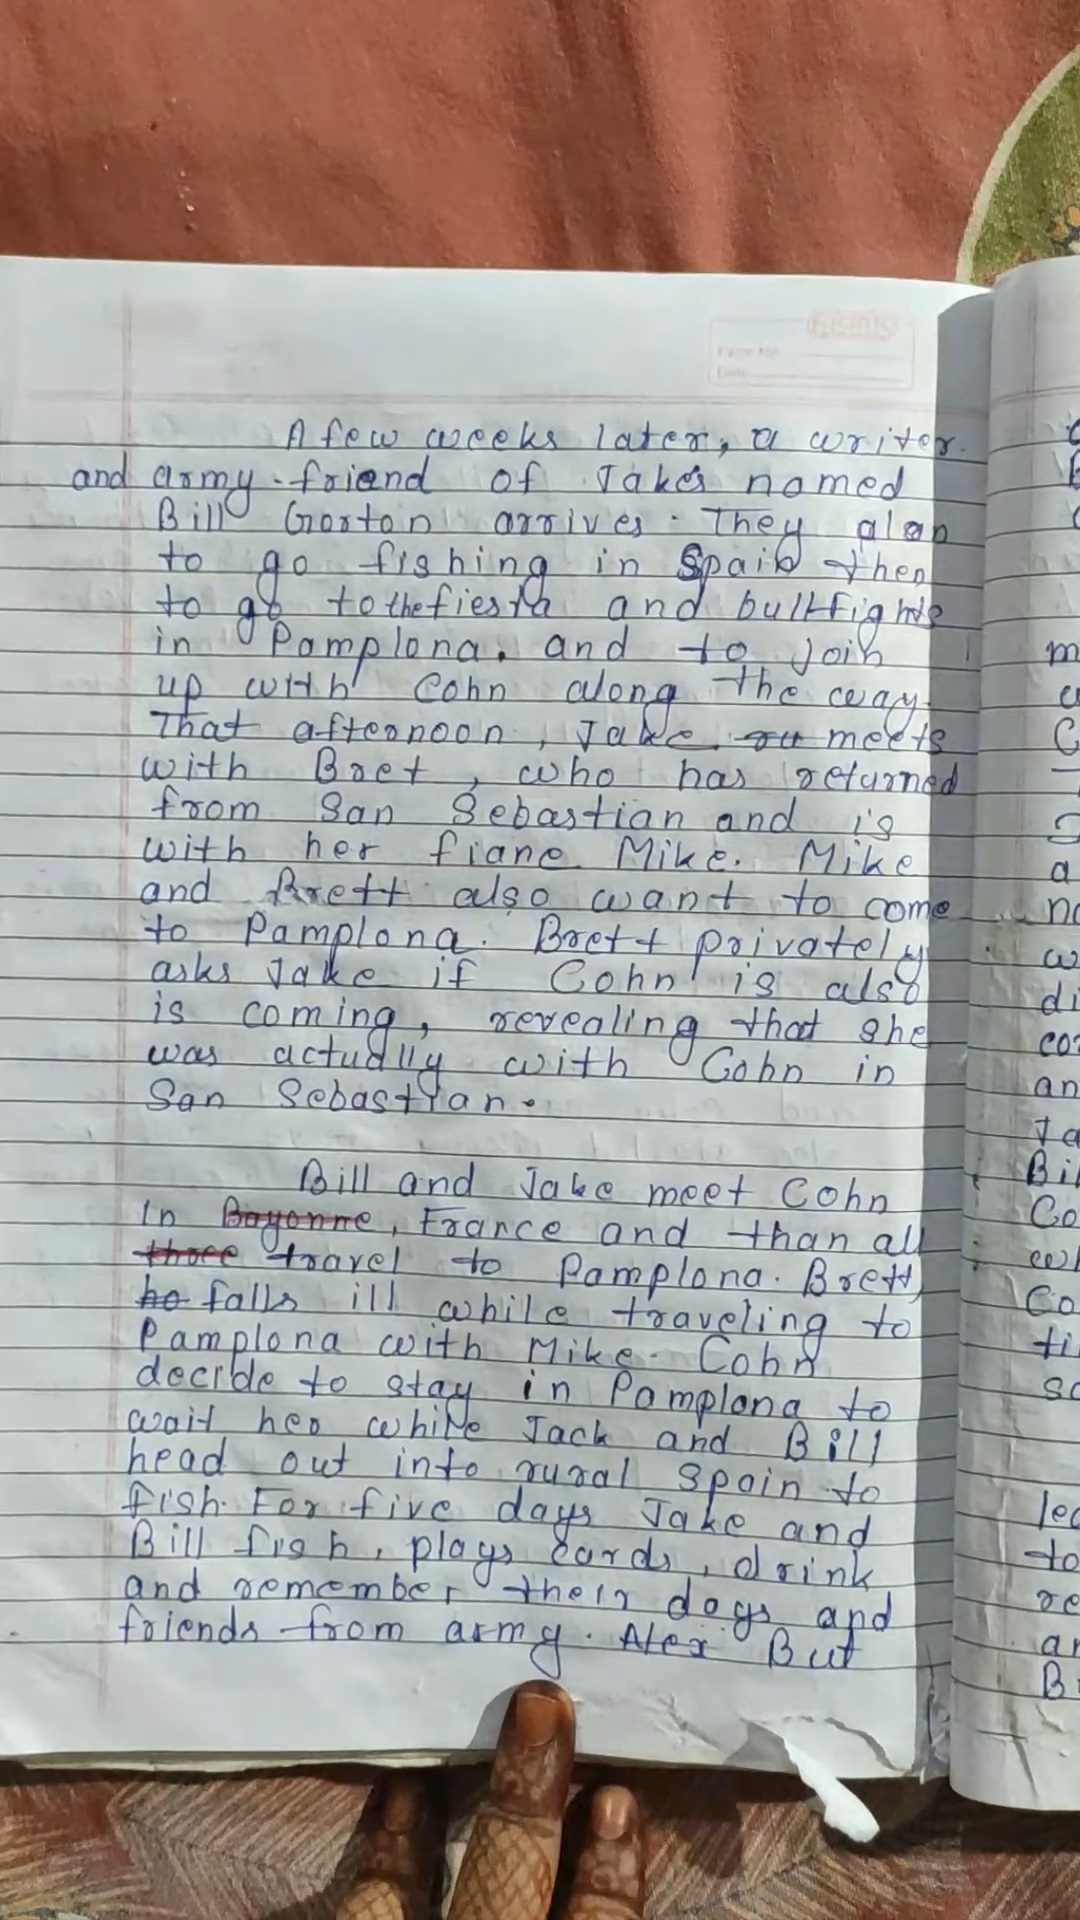 A few weeks later, a writer.
and army friend of Jake's named
Bill Gorton arrives. They plan
to go fishing in Spain then
to go to the fiesta and bullfights
in Pamplona. and to join
up with Cohn along the way.
That afternoon, Jake meets
with Bret, who has returned
from San Sebastian and is
with her fiane Mike. Mike
and Brett also want to come
to Pamplona. Brett privately
asks Jake if Cohn is also
is coming, revealing that she
was actually with Cohn in
San Sebastian.
Bill and Jake meet Cohn
In Bayonne, France and than all
three travel to Pamplona. Brett,
he falls ill while traveling to
Pamplona with Mike. Cohn
decide to stay in Pamplona to
wait her while Jack and Bill
head out into rural Spain to
fish. For five days Jake and
Bill fish, plays cards, drink
and remember their days and
friends from army. But